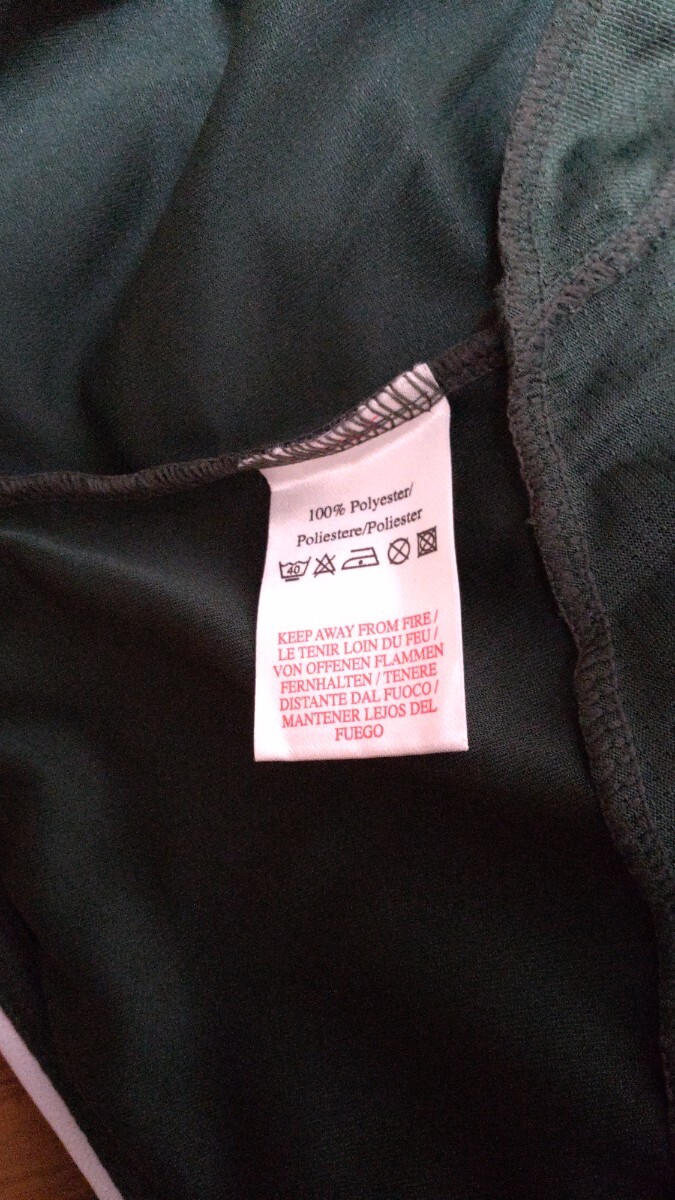 100% Polyester/
Poliestere/Poliester
40
KEEP AWAY FROM FIRE /
LE TENIR LOIN DU FEU /
VON OFFENEN FLAMMEN
FERNHALTEN / TENERE
DISTANTE DAL FUOCO /
MANTENER LEJOS DEL
FUEGO